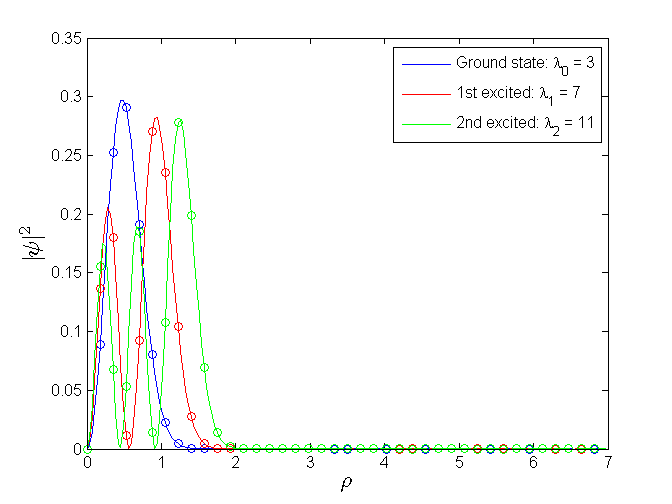 0.35
0.3
0.25
0.2
0.15
0.1
0.05
0
|ψ|²
0 1 2 3 4 5 6 7
ρ
Ground state: λ₀ = 3
1st excited: λ₁ = 7
2nd excited: λ₂ = 11